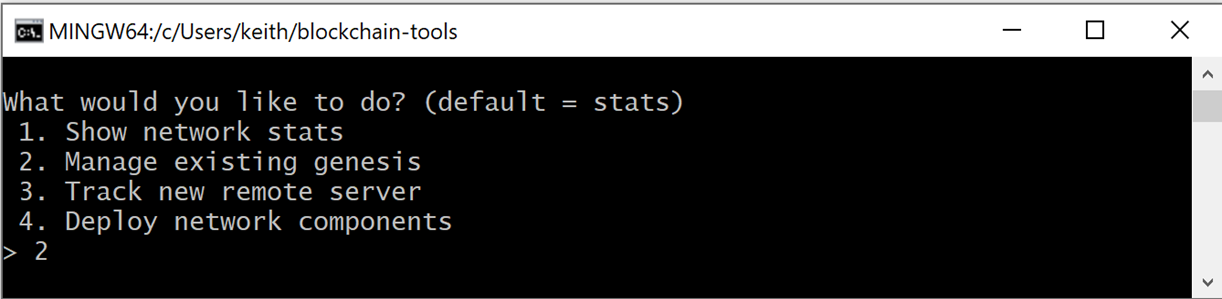 MINGW64:/c/Users/keith/blockchain-tools
What would you like to do? (default = stats)
1. Show network stats
2. Manage existing genesis
3. Track new remote server
4. Deploy network components
> 2